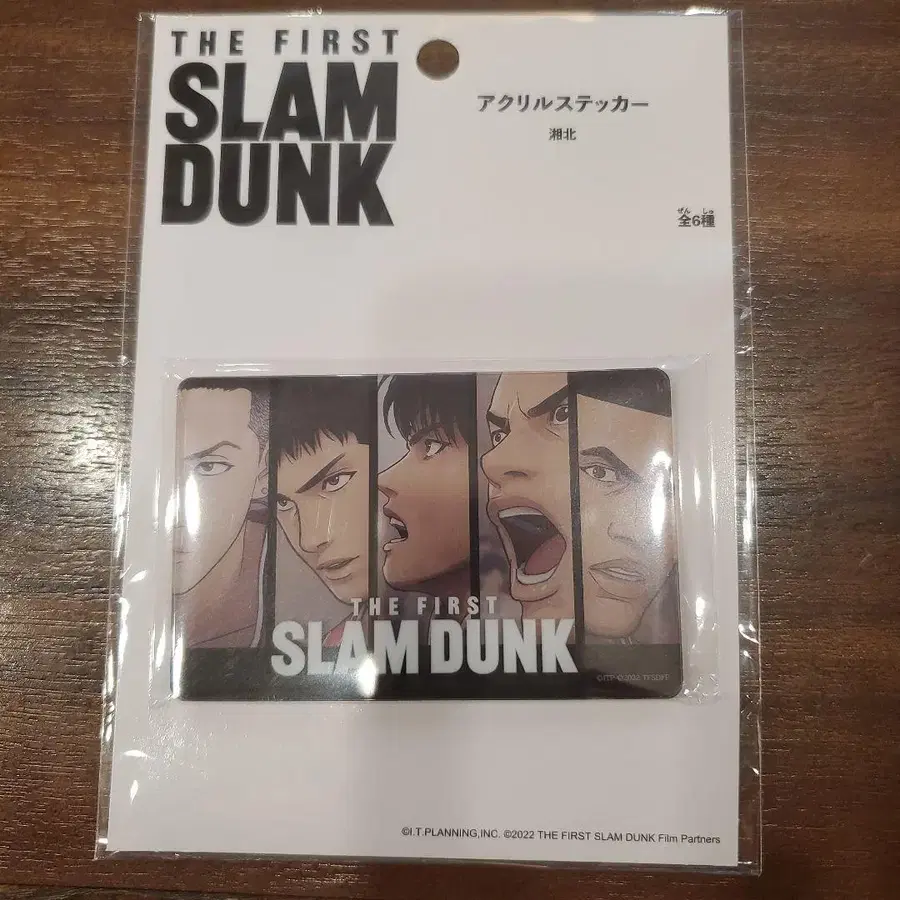 THE FIRST
SLAM
DUNK
アクリルステッカー
湘北
ぜん しゅ
全6種
THE FIRST
SLAM DUNK
©I.T.PLANNING,INC. ©2022 THE FIRST SLAM DUNK Film Partners